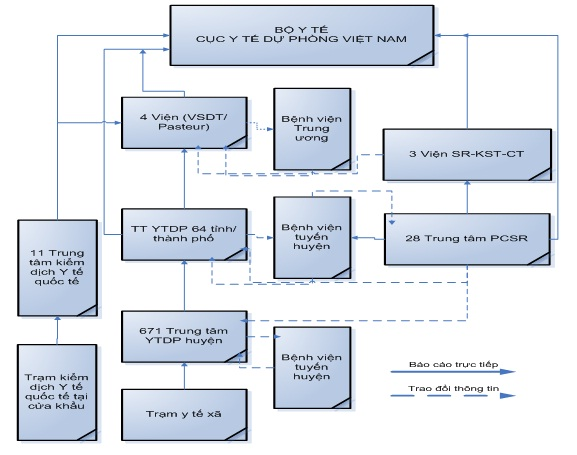 BỘ Y TẾ
CỤC Y TẾ DỰ PHÒNG VIỆT NAM
4 Viện (VSDT/
Pasteur)
Bệnh viện
Trung
ương
3 Viện SR-KST-CT
11 Trung
tâm kiểm
dịch Y tế
quốc tế
TT YTDP 64 tỉnh/
thành phố
Bệnh viện
tuyến
huyện
28 Trung tâm PCSR
671 Trung tâm
YTDP huyện
Bệnh viện
tuyến
huyện
Trạm kiểm
dịch Y tế
quốc tế tại
cửa khẩu
Trạm y tế xã
Báo cáo trực tiếp
Trao đổi thông tin